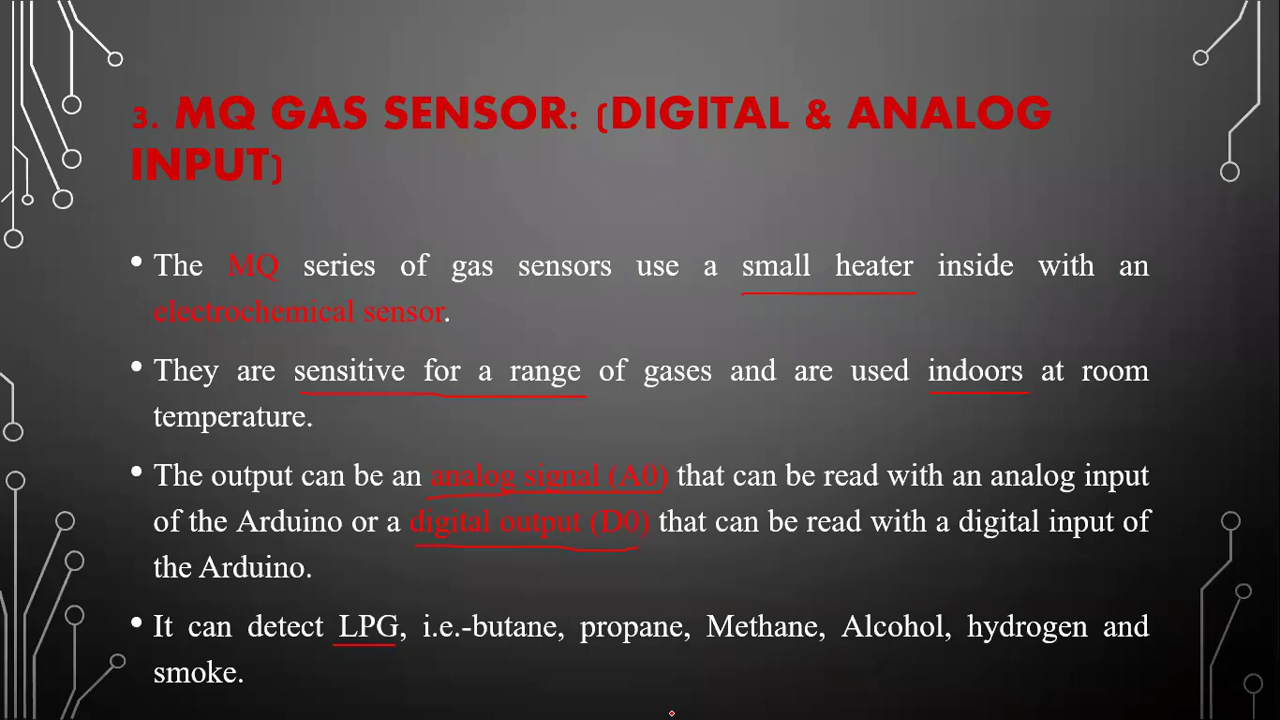 3. MQ GAS SENSOR: (DIGITAL & ANALOG
INPUT)
• The MQ series of gas sensors use a small heater inside with an
electrochemical sensor.
• They are sensitive for a range of gases and are used indoors at room
temperature.
• The output can be an analog signal (A0) that can be read with an analog input
of the Arduino or a digital output (D0) that can be read with a digital input of
the Arduino.
• It can detect LPG, i.e.-butane, propane, Methane, Alcohol, hydrogen and
smoke.